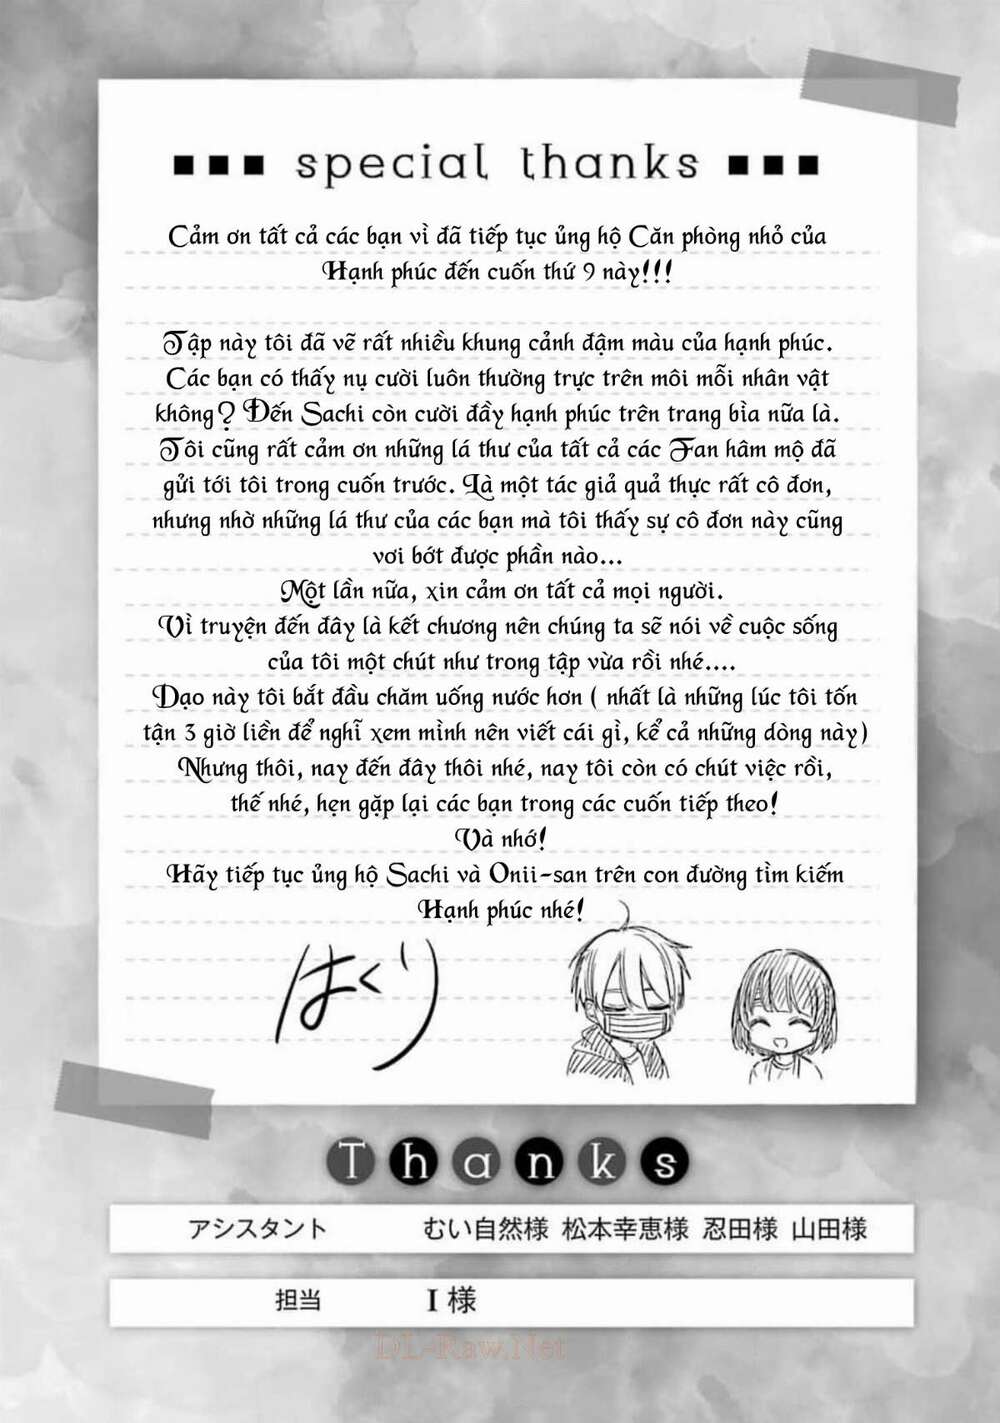 special thanks
Cảm ơn tất cả các bạn vì đã tiếp tục ủng hộ Căn phòng nhỏ của
Hạnh phúc đến cuốn thứ 9 này!!!
Tập này tôi đã vẽ rất nhiều khung cảnh đậm màu của hạnh phúc.
Các bạn có thấy nụ cười luôn thường trực trên môi mỗi nhân vật
không? Đến Sachi còn cười đầy hạnh phúc trên trang bìa nữa là.
Tôi cũng rất cảm ơn những lá thư của tất cả các Fan hâm mộ đã
gửi tới tôi trong cuốn trước. Là một tác giả quả thực rất cô đơn,
nhưng nhờ những lá thư của các bạn mà tôi thấy sự cô đơn này cũng
vơi bớt được phần nào...
Một lần nữa, xin cảm ơn tất cả mọi người.
Vì truyện đến đây là kết chương nên chúng ta sẽ nói về cuộc sống
của tôi một chút như trong tập vừa rồi nhé....
Dạo này tôi bắt đầu chăm uống nước hơn ( nhất là những lúc tôi tốn
tận 3 giờ liền để nghĩ xem mình nên viết cái gì, kể cả những dòng này)
Nhưng thôi, nay đến đây thôi nhé, nay tôi còn có chút việc rồi,
thế nhé, hẹn gặp lại các bạn trong các cuốn tiếp theo!
Và nhớ!
Hãy tiếp tục ủng hộ Sachi và Onii-san trên con đường tìm kiếm
Hạnh phúc nhé!
はくり
Thanks
アシスタント むい自然様 松本幸恵様 忍田様 山田様
担当 I 様
DL-Raw.Net